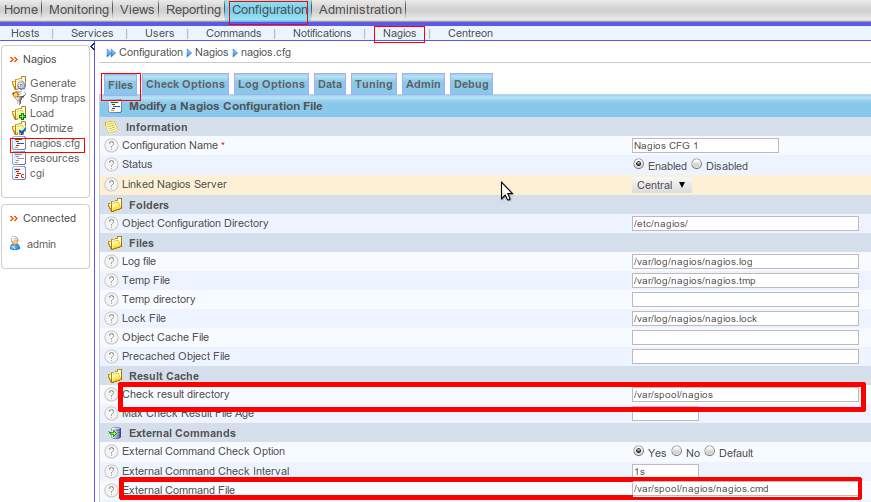 Home Monitoring Views Reporting Configuration Administration
Hosts | Services | Users | Commands | Notifications | Nagios | Centreon
Configuration Nagios nagios.cfg
Nagios
Generate
Snmp traps
Load
Optimize
nagios.cfg
resources
cgi
Connected
admin
Files Check Options Log Options Data Tuning Admin Debug
Modify a Nagios Configuration File
Information
? Configuration Name * Nagios CFG 1
? Status Enabled Disabled
? Linked Nagios Server Central ▼
Folders
? Object Configuration Directory /etc/nagios/
Files
? Log file /var/log/nagios/nagios.log
? Temp File /var/log/nagios/nagios.tmp
? Temp directory
? Lock File /var/log/nagios/nagios.lock
? Object Cache File
? Precached Object File
Result Cache
? Check result directory /var/spool/nagios
? Max Check Result File Age
External Commands
? External Command Check Option Yes No Default
? External Command Check Interval 1s
? External Command File /var/spool/nagios/nagios.cmd